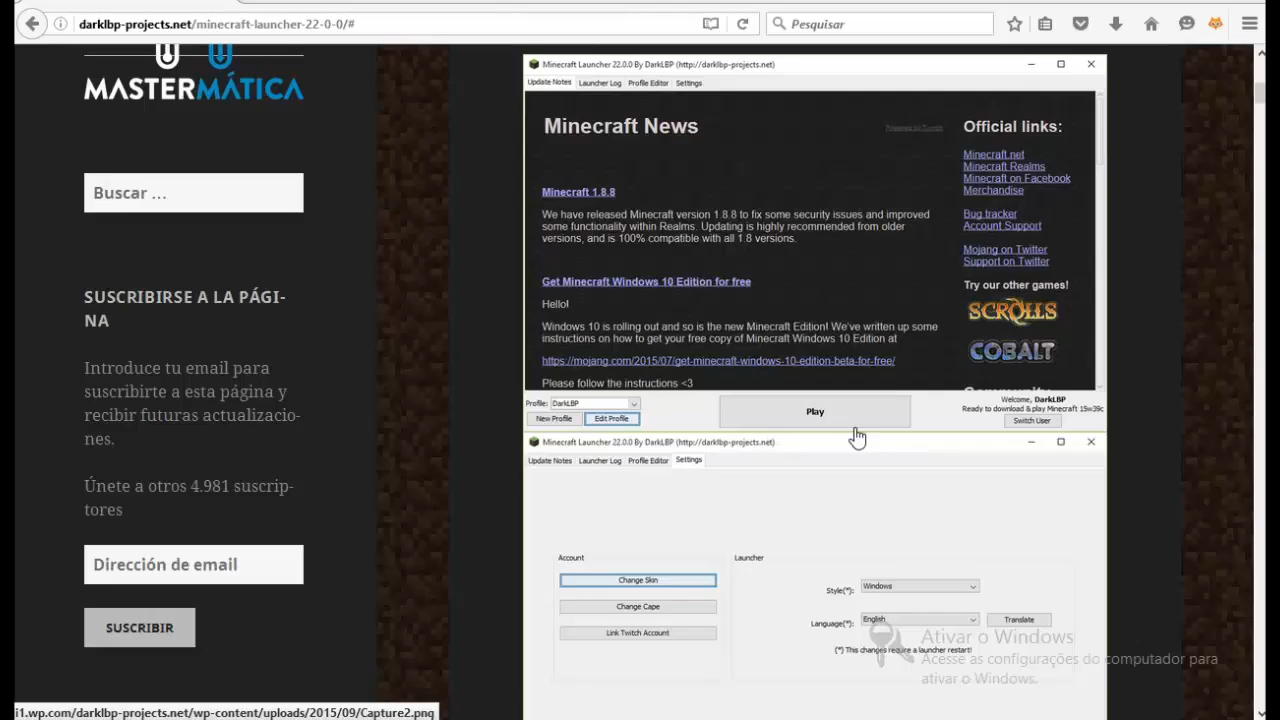 darklbp-projects.net/minecraft-launcher-22-0-0/#
Pesquisar
MASTERMÁTICA
Buscar …
SUSCRIBIRSE A LA PÁGI-
NA
Introduce tu email para
suscribirte a esta página y
recibir futuras actualizacio-
nes.
Únete a otros 4.981 suscrip-
tores
Dirección de email
SUSCRIBIR
Minecraft Launcher 22.0.0 By DarkLBP (http://darklbp-projects.net)
Update Notes Launcher Log Profile Editor Settings
Minecraft News
Powered by Tumblr
Minecraft 1.8.8
We have released Minecraft version 1.8.8 to fix some security issues and improved
some functionality within Realms. Updating is highly recommended from older
versions, and is 100% compatible with all 1.8 versions.
Get Minecraft Windows 10 Edition for free
Hello!
Windows 10 is rolling out and so is the new Minecraft Edition! We've written up some
instructions on how to get your free copy of Minecraft Windows 10 Edition at
https://mojang.com/2015/07/get-minecraft-windows-10-edition-beta-for-free/
Please follow the instructions <3
Official links:
Minecraft.net
Minecraft Realms
Minecraft on Facebook
Merchandise
Bug tracker
Account Support
Mojang on Twitter
Support on Twitter
Try our other games!
SCROLLS
COBALT
Profile: DarkLBP
New Profile Edit Profile
Play
Welcome, DarkLBP
Ready to download & play Minecraft 15w39c
Switch User
Minecraft Launcher 22.0.0 By DarkLBP (http://darklbp-projects.net)
Update Notes Launcher Log Profile Editor Settings
Account
Change Skin
Change Cape
Link Twitch Account
Launcher
Style(*): Windows
Language(*): English Translate
(*) This changes require a launcher restart!
Ativar o Windows
Acesse as configurações do computador para
ativar o Windows.
i1.wp.com/darklbp-projects.net/wp-content/uploads/2015/09/Capture2.png